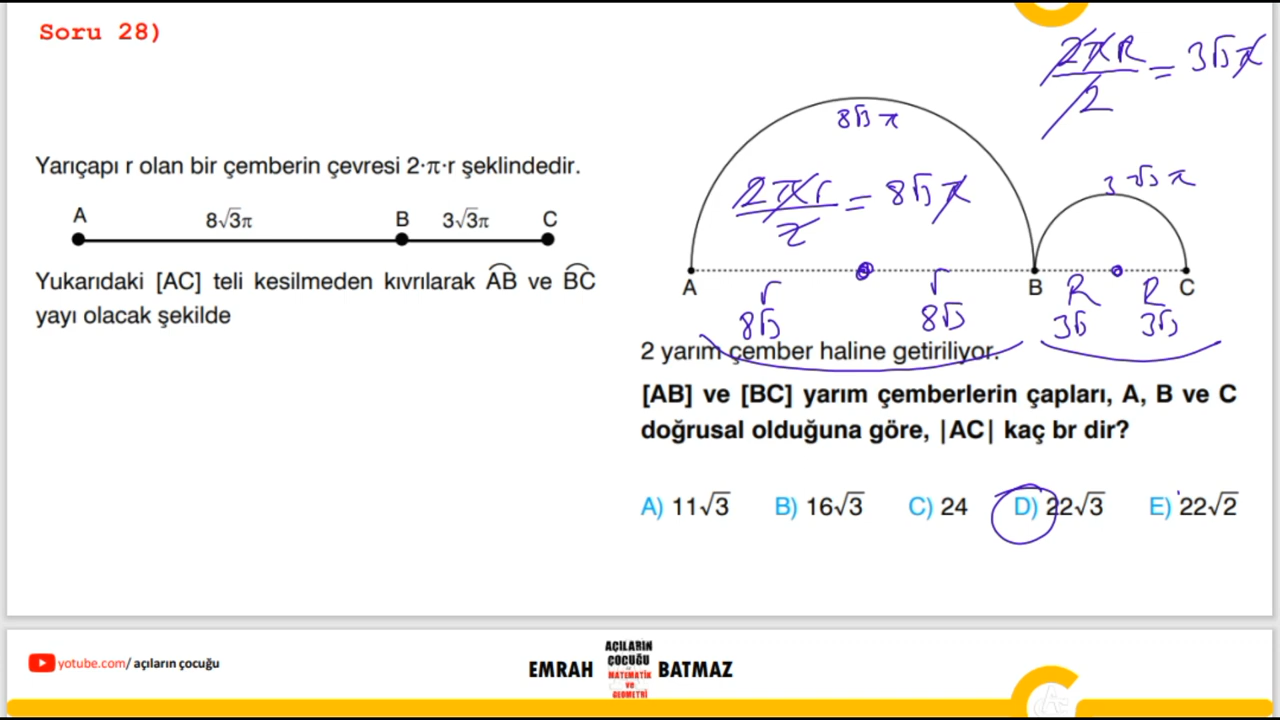 Soru 28)
2πR/2 = 3√3π
8√3 π
Yarıçapı r olan bir çemberin çevresi 2·π·r şeklindedir.
3√3 π
2πr/2 = 8√3 π
A 8√3π B 3√3π C
Yukarıdaki [AC] teli kesilmeden kıvrılarak AB ve BC
yayı olacak şekilde
A B C
r r R R
8√3 8√3 3√3 3√3
2 yarım çember haline getiriliyor.
[AB] ve [BC] yarım çemberlerin çapları, A, B ve C
doğrusal olduğuna göre, |AC| kaç br dir?
A) 11√3 B) 16√3 C) 24 D) 22√3 E) 22√2
yotube.com/ açıların çocuğu
EMRAH
AÇILARIN
ÇOCUĞU
MATEMATİK
ve
GEOMETRİ
BATMAZ